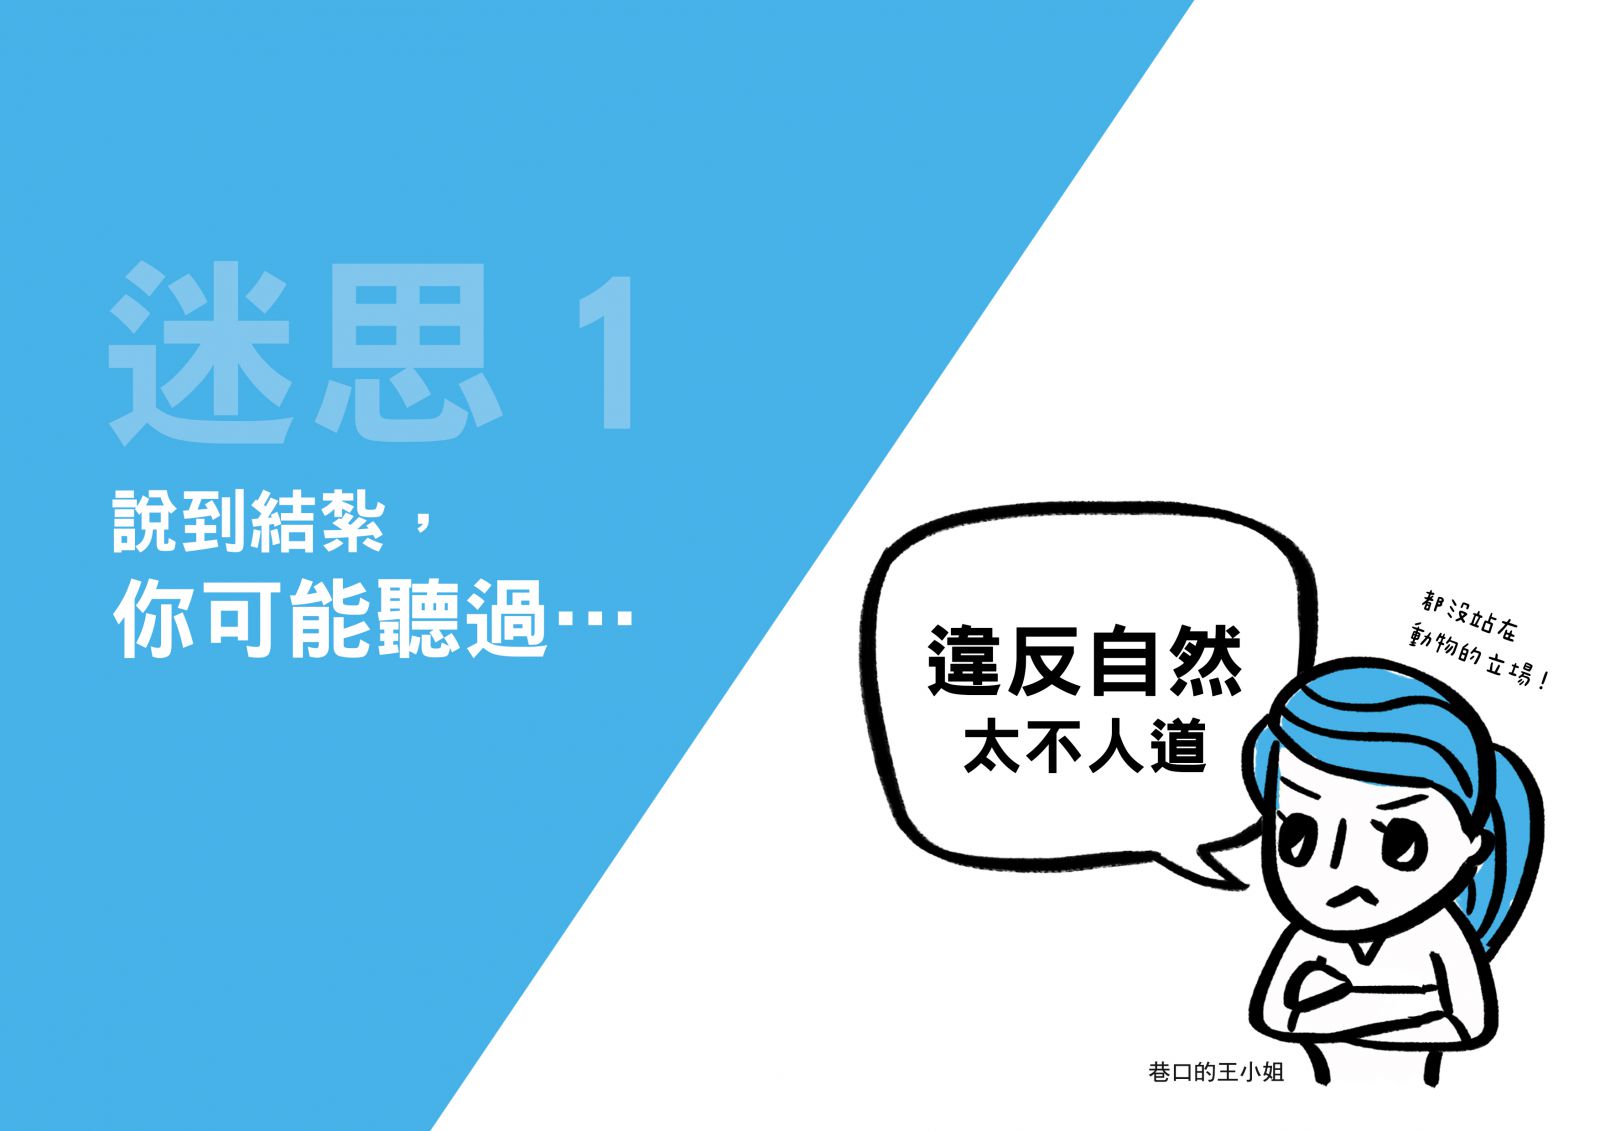 迷思 1
說到結紮，
你可能聽過…
違反自然
太不人道
都沒站在
動物的立場！
巷口的王小姐